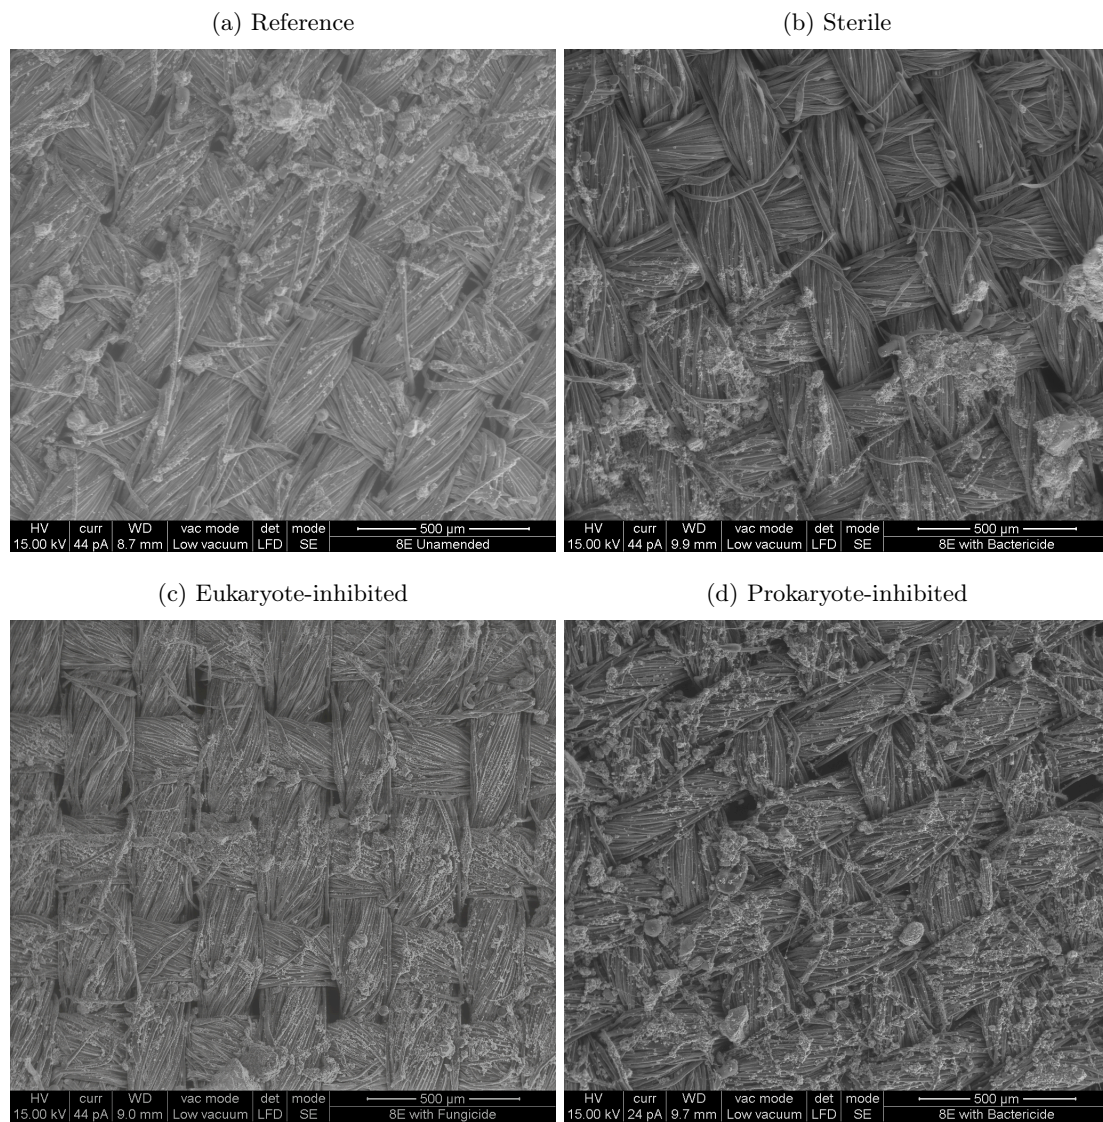 (a) Reference
(b) Sterile
HV curr WD vac mode det mode 500 µm
15.00 kV 44 pA 8.7 mm Low vacuum LFD SE 8E Unamended
HV curr WD vac mode det mode 500 µm
15.00 kV 44 pA 9.9 mm Low vacuum LFD SE 8E with Bactericide
(c) Eukaryote-inhibited
(d) Prokaryote-inhibited
HV curr WD vac mode det mode 500 µm
15.00 kV 44 pA 9.0 mm Low vacuum LFD SE 8E with Fungicide
HV curr WD vac mode det mode 500 µm
15.00 kV 24 pA 9.7 mm Low vacuum LFD SE 8E with Bactericide